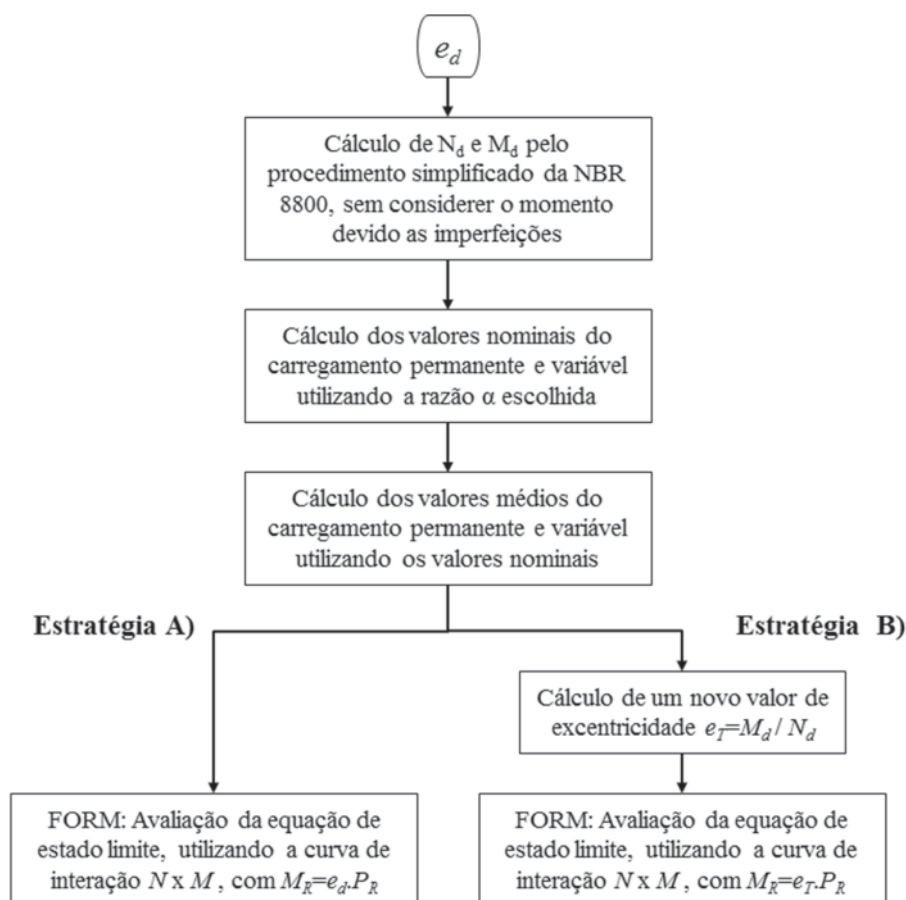 e_d
Cálculo de N_d e M_d pelo
procedimento simplificado da NBR
8800, sem considerer o momento
devido as imperfeições
Cálculo dos valores nominais do
carregamento permanente e variável
utilizando a razão α escolhida
Cálculo dos valores médios do
carregamento permanente e variável
utilizando os valores nominais
Estratégia A)
Estratégia B)
Cálculo de um novo valor de
excentricidade e_T=M_d / N_d
FORM: Avaliação da equação de
estado limite, utilizando a curva de
interação N x M , com M_R=e_d.P_R
FORM: Avaliação da equação de
estado limite, utilizando a curva de
interação N x M , com M_R=e_T.P_R